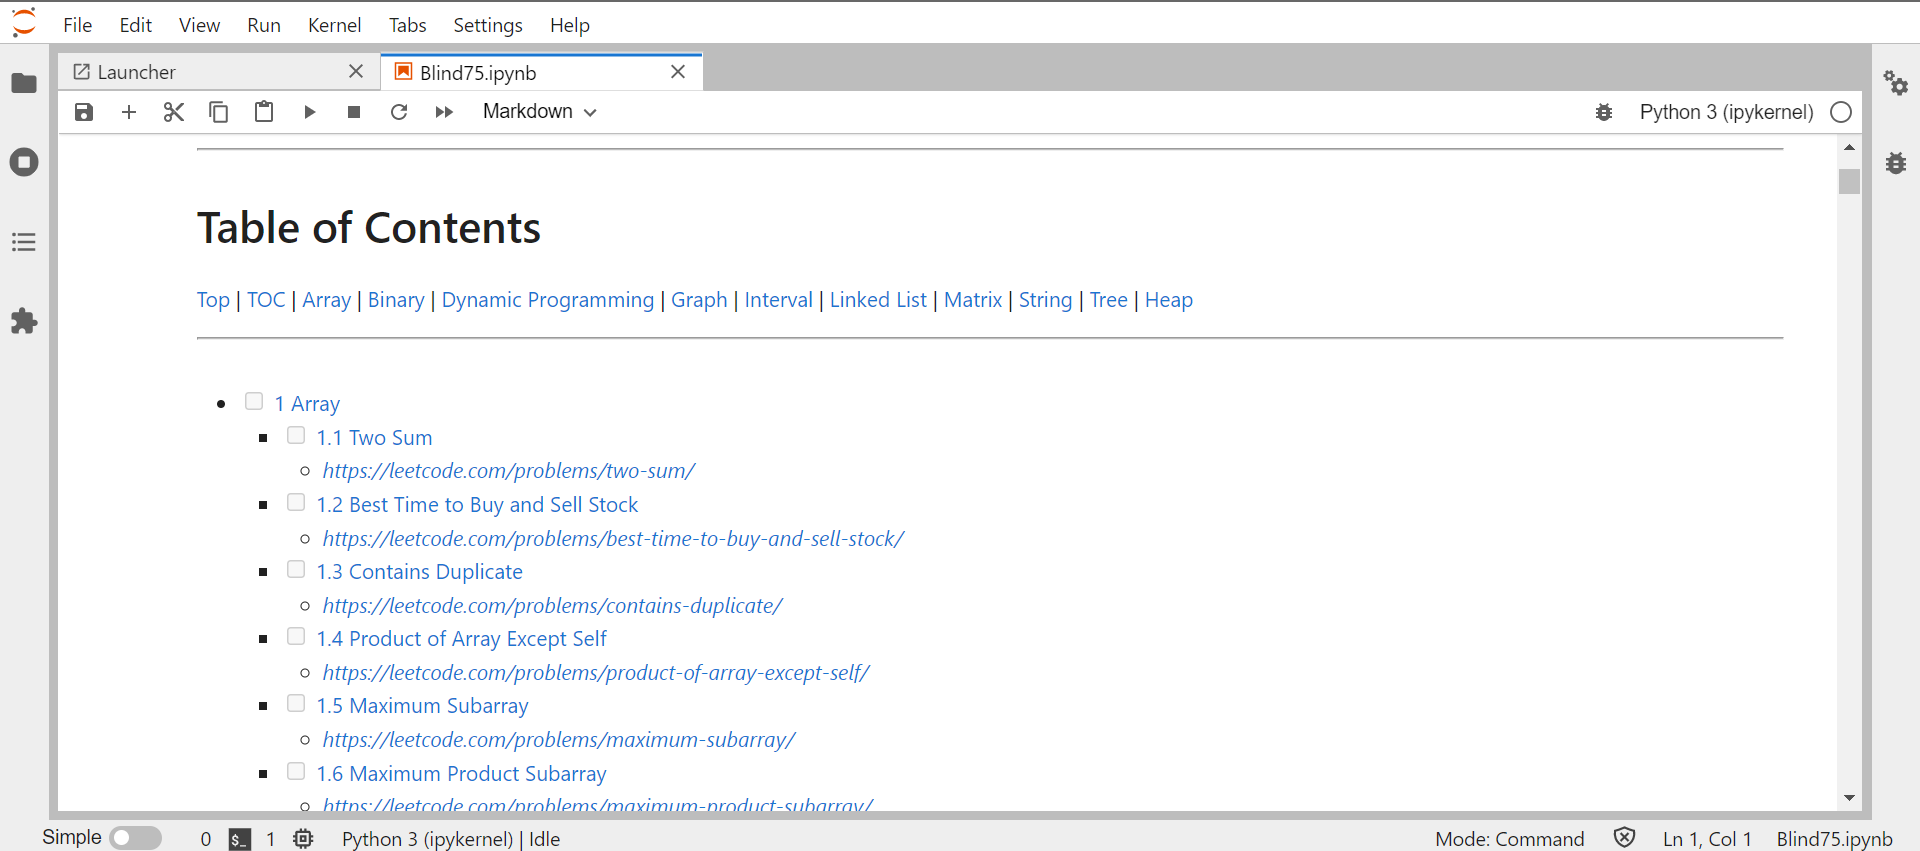 File Edit View Run Kernel Tabs Settings Help
Launcher
Blind75.ipynb
Markdown
Python 3 (ipykernel)
Table of Contents
Top | TOC | Array | Binary | Dynamic Programming | Graph | Interval | Linked List | Matrix | String | Tree | Heap
1 Array
1.1 Two Sum
https://leetcode.com/problems/two-sum/
1.2 Best Time to Buy and Sell Stock
https://leetcode.com/problems/best-time-to-buy-and-sell-stock/
1.3 Contains Duplicate
https://leetcode.com/problems/contains-duplicate/
1.4 Product of Array Except Self
https://leetcode.com/problems/product-of-array-except-self/
1.5 Maximum Subarray
https://leetcode.com/problems/maximum-subarray/
1.6 Maximum Product Subarray
https://leetcode.com/problems/maximum-product-subarray/
Simple 0 $_ 1 Python 3 (ipykernel) | Idle Mode: Command Ln 1, Col 1 Blind75.ipynb